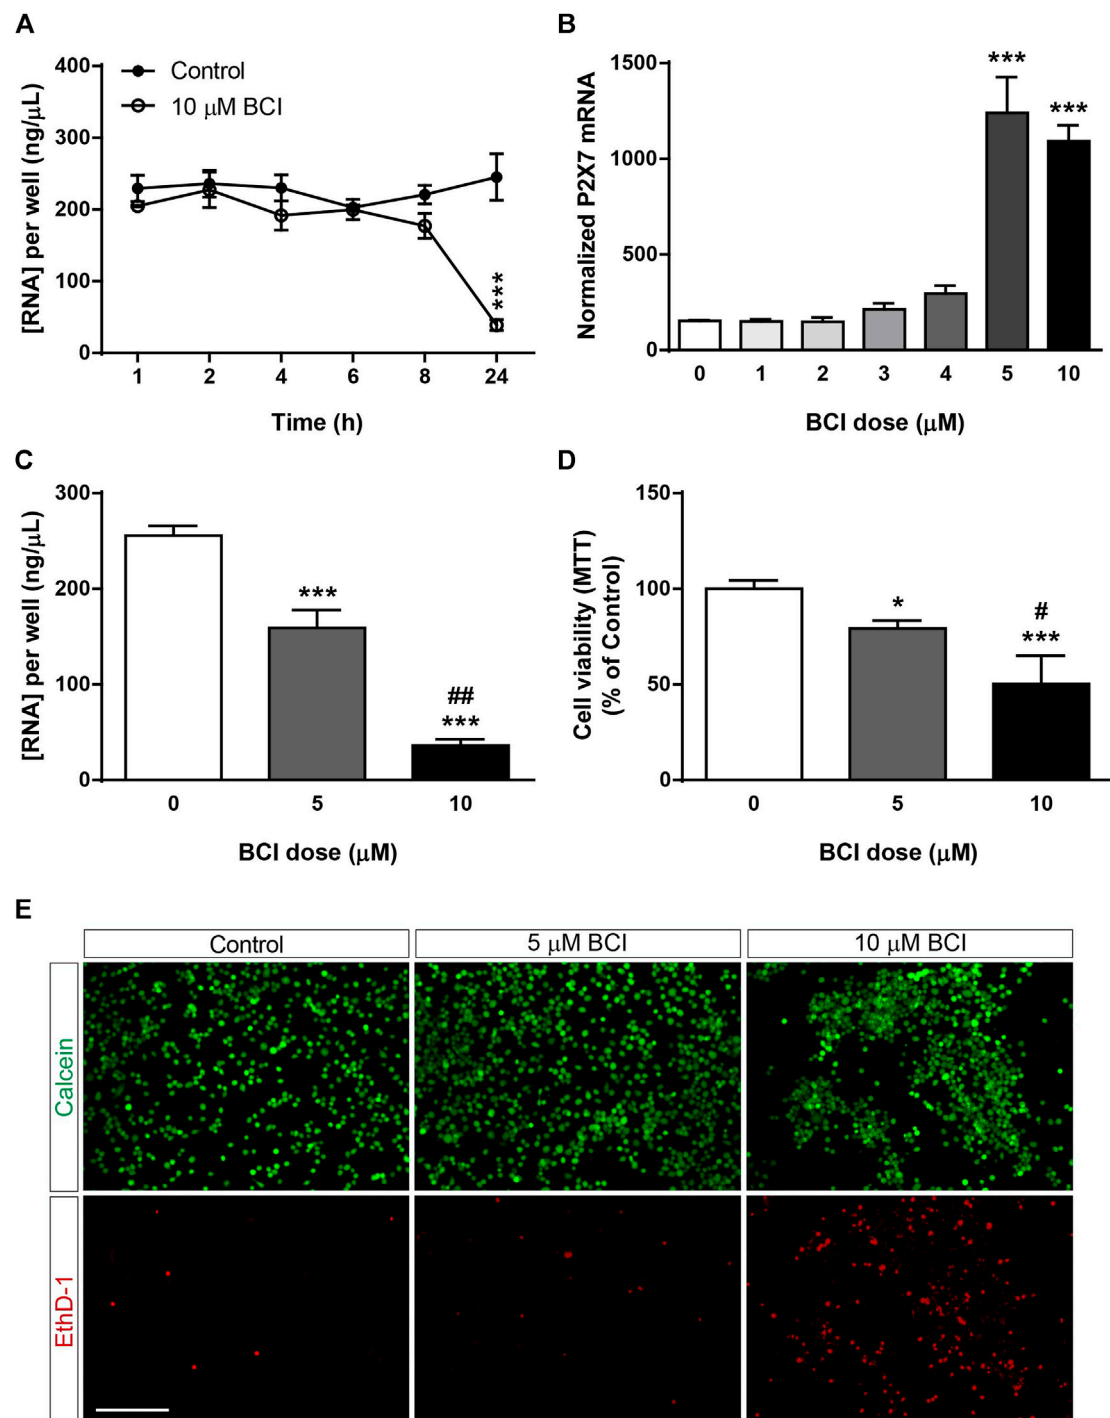 A
[RNA] per well (ng/μL)
400
300
200
100
0
Control
10 μM BCI
***
1 2 4 6 8 24
Time (h)
B
Normalized P2X7 mRNA
1500
1000
500
0
***
***
0 1 2 3 4 5 10
BCI dose (μM)
C
[RNA] per well (ng/μL)
300
200
100
0
***
##
***
0 5 10
BCI dose (μM)
D
Cell viability (MTT)
(% of Control)
150
100
50
0
*
#
***
0 5 10
BCI dose (μM)
E
Control
5 μM BCI
10 μM BCI
Calcein
EthD-1